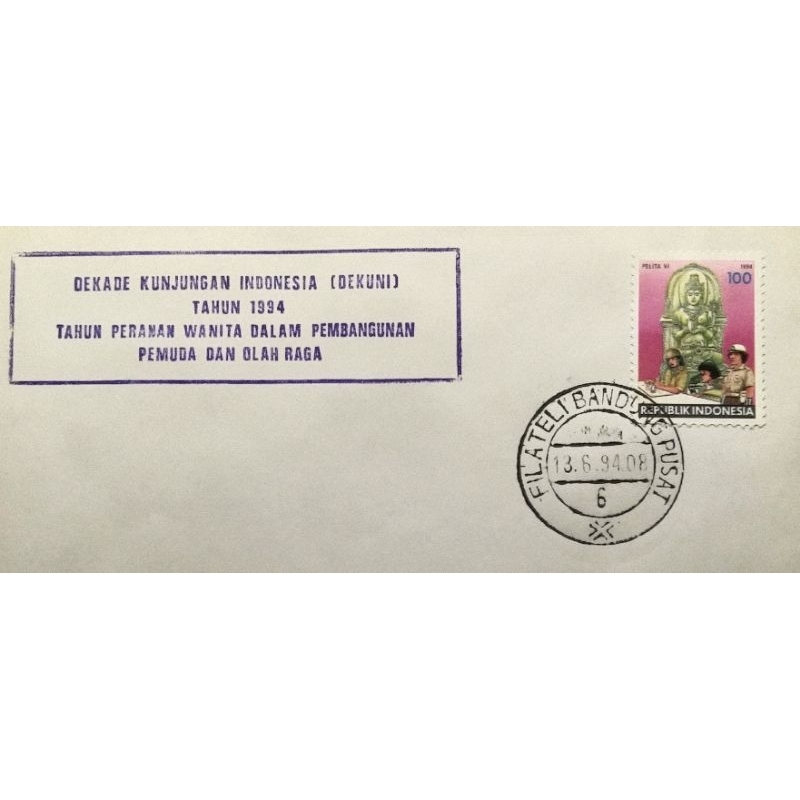 DEKADE KUNJUNGAN INDONESIA (DEKUNI)
TAHUN 1994
TAHUN PERANAN WANITA DALAM PEMBANGUNAN
PEMUDA DAN OLAH RAGA
PELITA VI 1994
100
REPUBLIK INDONESIA
FILATELI BANDUNG PUSAT
13.6.94.08
6